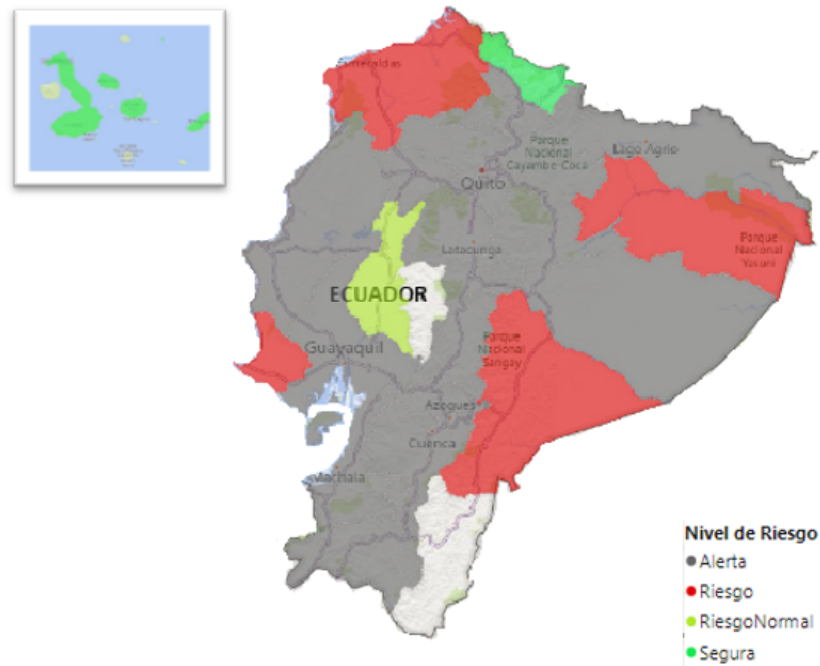 Esmeraldas
Parque
Nacional
Cayambe-Coca
Lago Agrio
Quito
Latacunga
Parque
Nacional
Yasuni
ECUADOR
Guayaquil
Parque
Nacional
Sangay
Azogues
Cuenca
Machala
Nivel de Riesgo
Alerta
Riesgo
RiesgoNormal
Segura